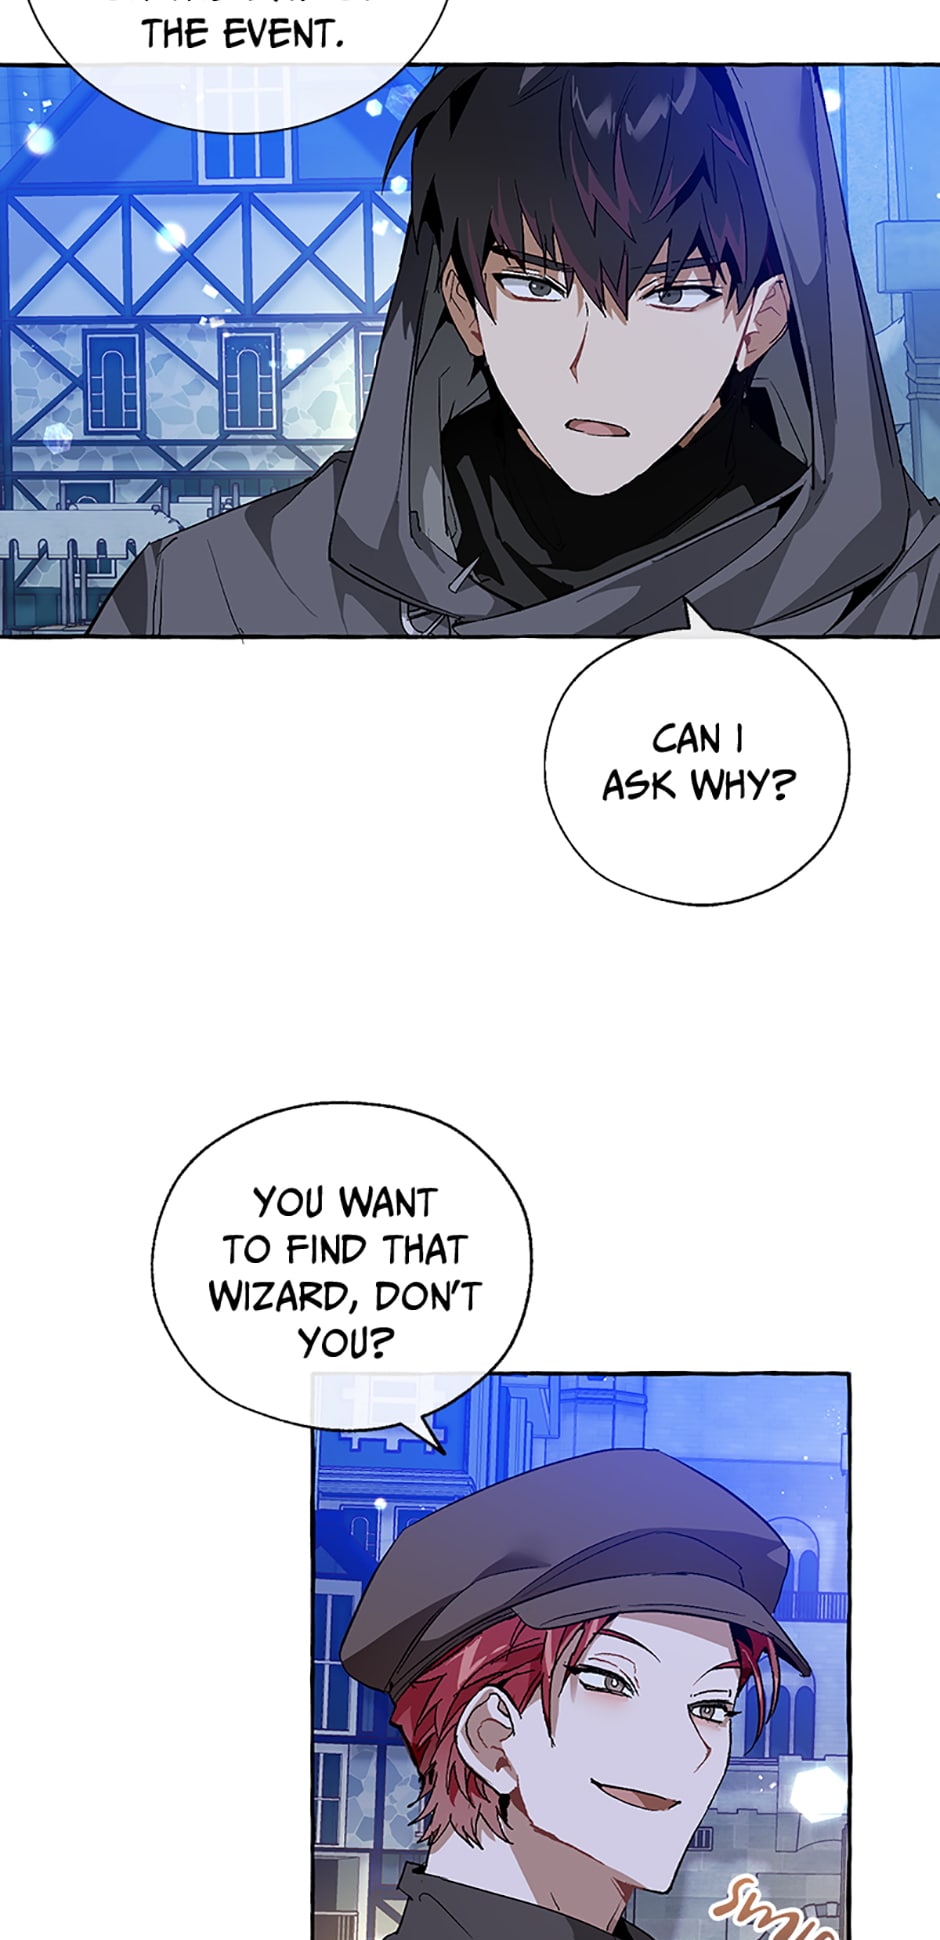 THE EVENT.
CAN I
ASK WHY?
YOU WANT
TO FIND THAT
WIZARD, DON'T
YOU?